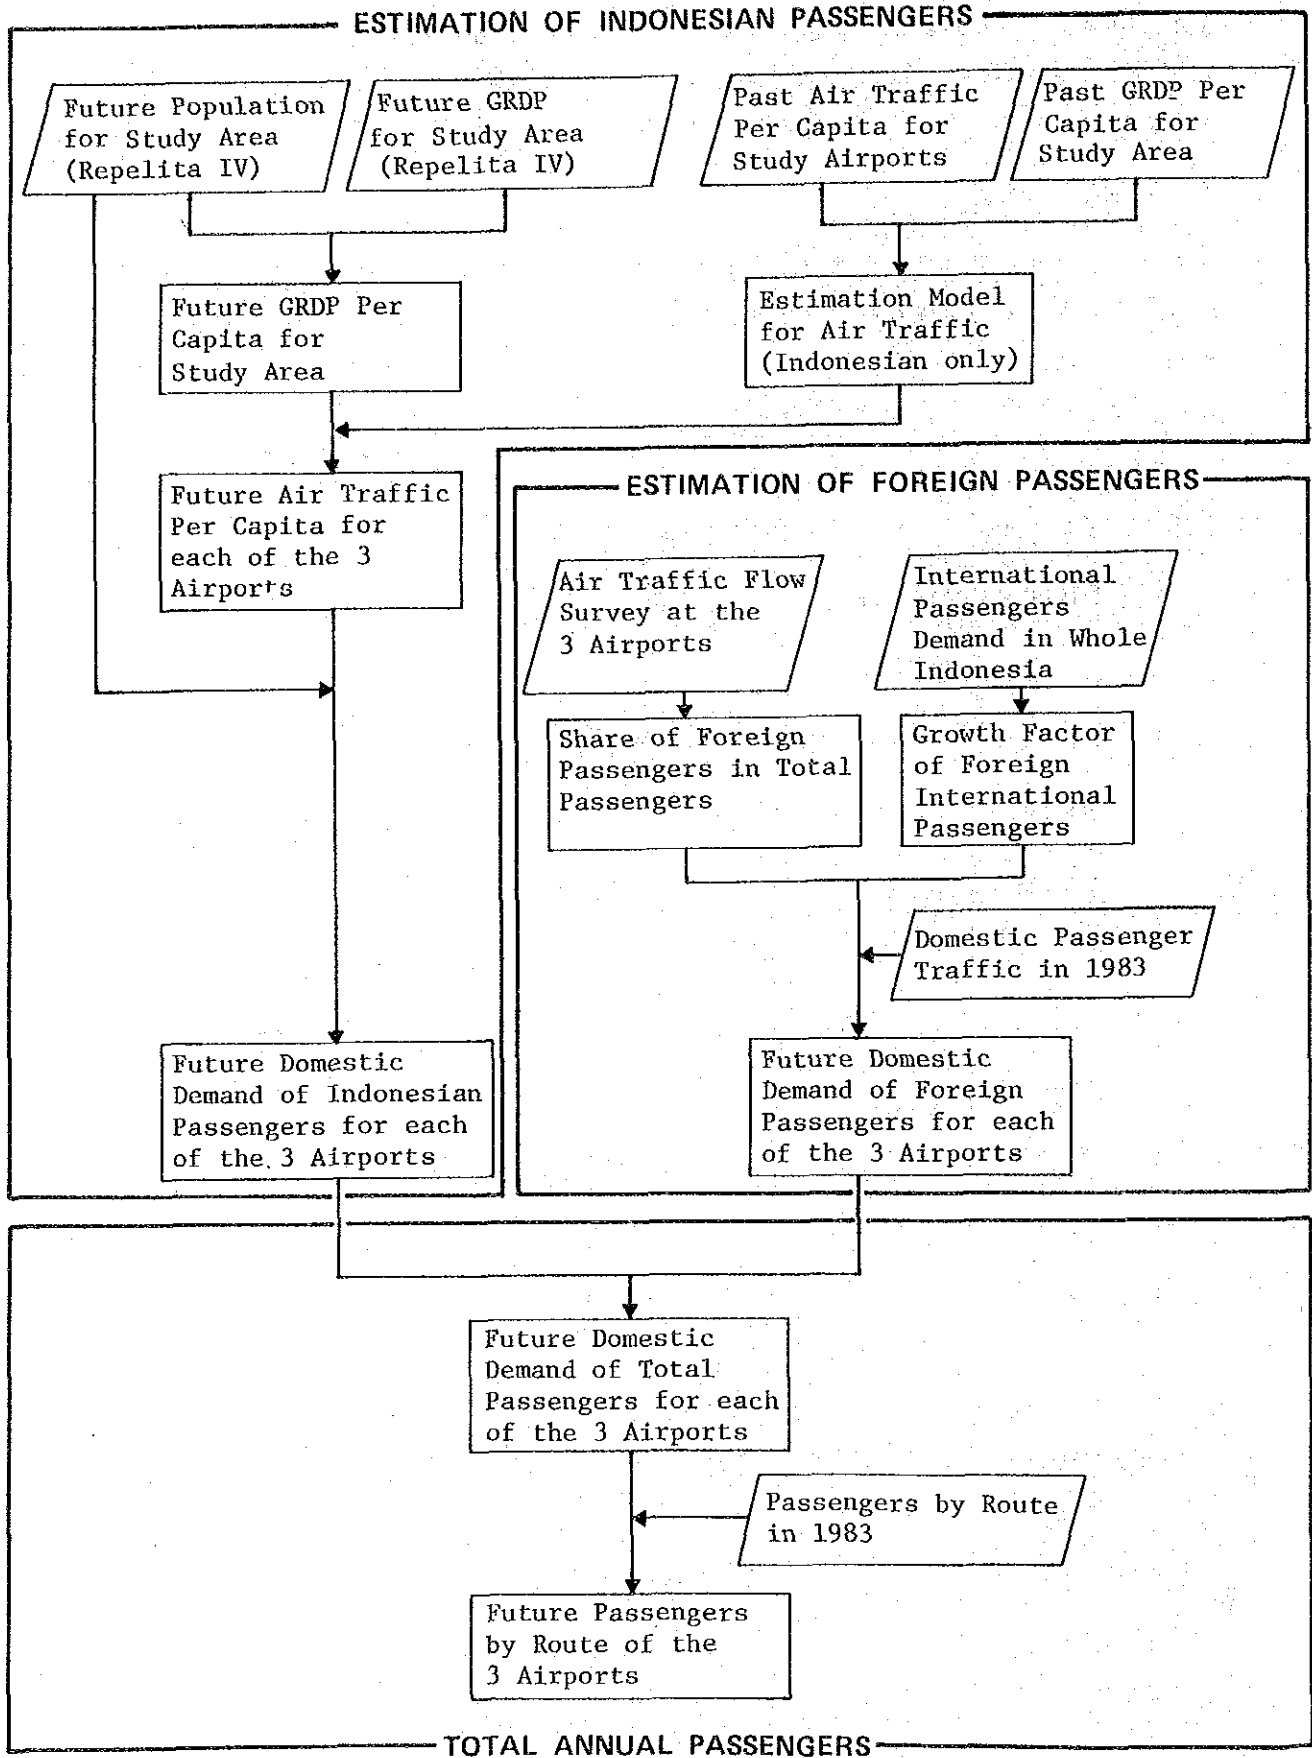 ESTIMATION OF INDONESIAN PASSENGERS
Future Population
for Study Area
(Repelita IV)
Future GRDP
for Study Area
(Repelita IV)
Past Air Traffic
Per Capita for
Study Airports
Past GRDP Per
Capita for
Study Area
Future GRDP Per
Capita for
Study Area
Estimation Model
for Air Traffic
(Indonesian only)
Future Air Traffic
Per Capita for
each of the 3
Airports
ESTIMATION OF FOREIGN PASSENGERS
Air Traffic Flow
Survey at the
3 Airports
International
Passengers
Demand in Whole
Indonesia
Share of Foreign
Passengers in Total
Passengers
Growth Factor
of Foreign
International
Passengers
Domestic Passenger
Traffic in 1983
Future Domestic
Demand of Indonesian
Passengers for each
of the 3 Airports
Future Domestic
Demand of Foreign
Passengers for each
of the 3 Airports
Future Domestic
Demand of Total
Passengers for each
of the 3 Airports
Passengers by Route
in 1983
Future Passengers
by Route of the
3 Airports
TOTAL ANNUAL PASSENGERS